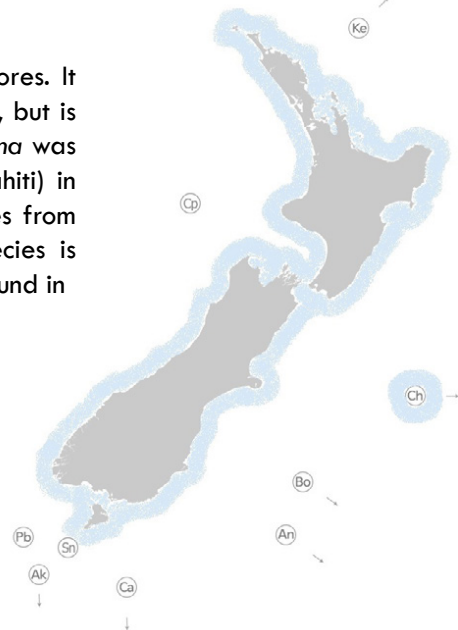 ores. It
, but is
na was
ahiti) in
es from
ecies is
und in
Ke
Cp
Ch
Bo
Pb
An
Sn
Ak
Ca